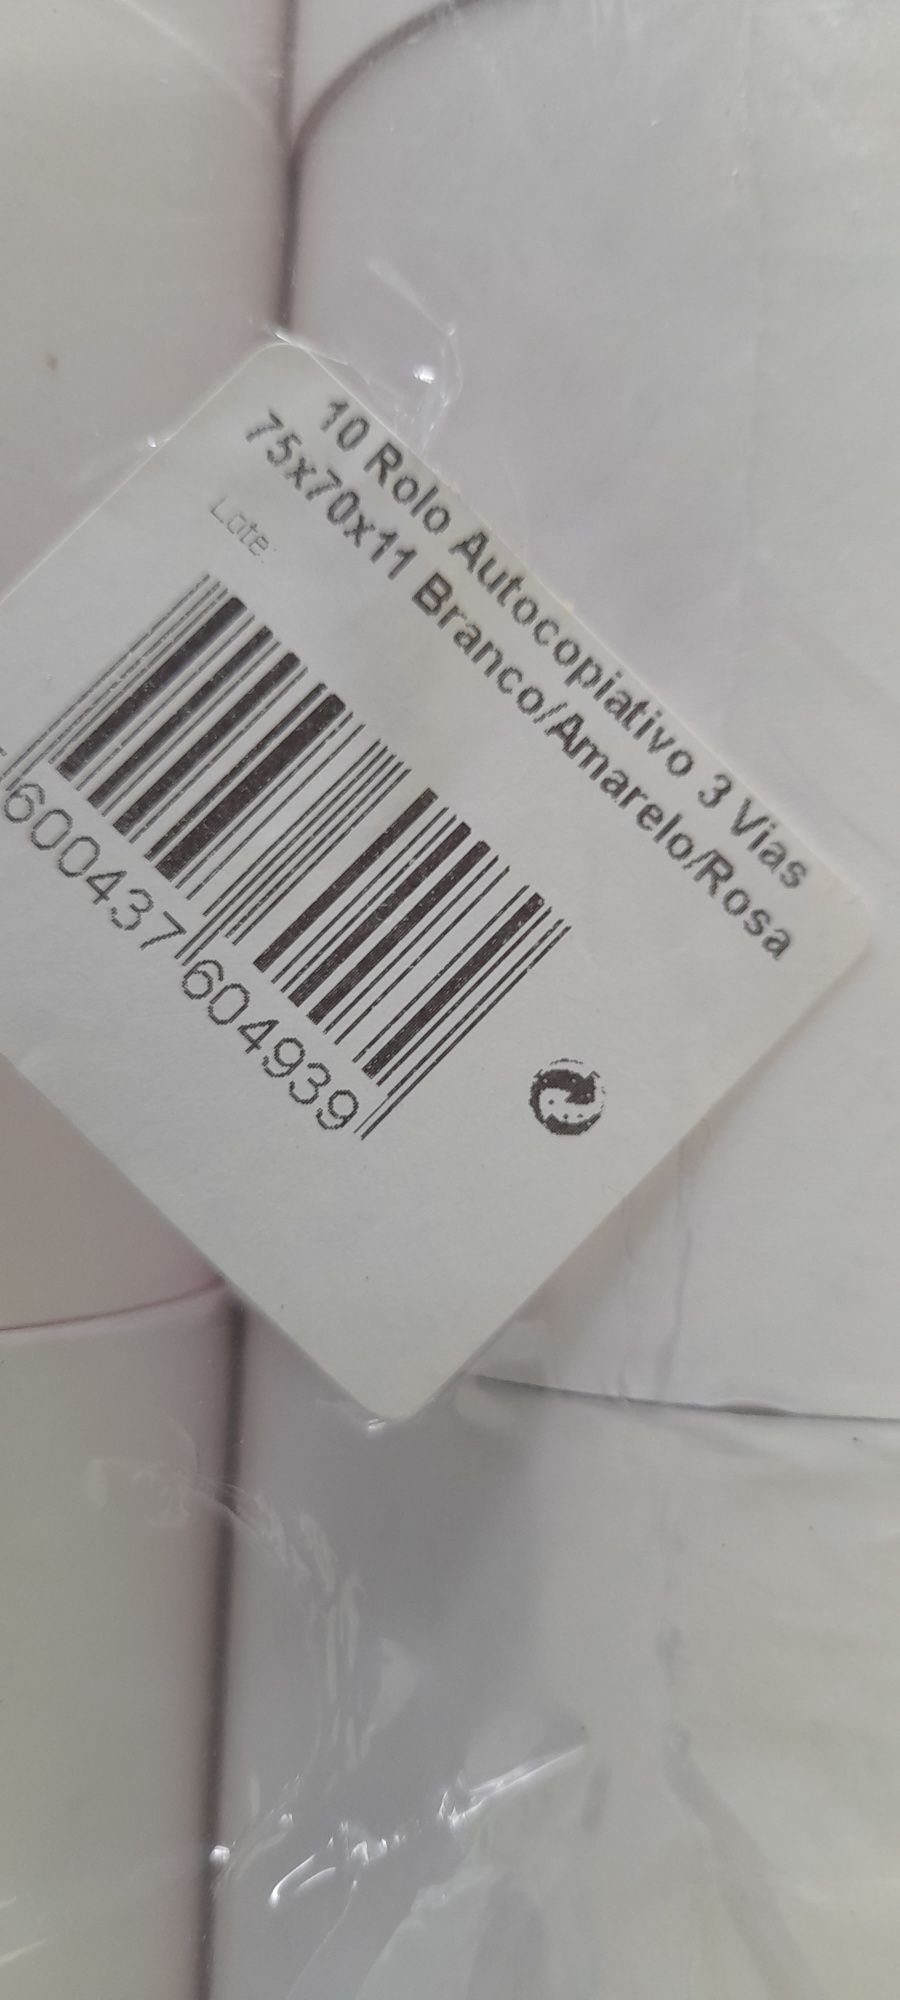 10 Rolo Autocopiativo 3 Vias
75x70x11 Branco/Amarelo/Rosa
Lote:
600437 604939